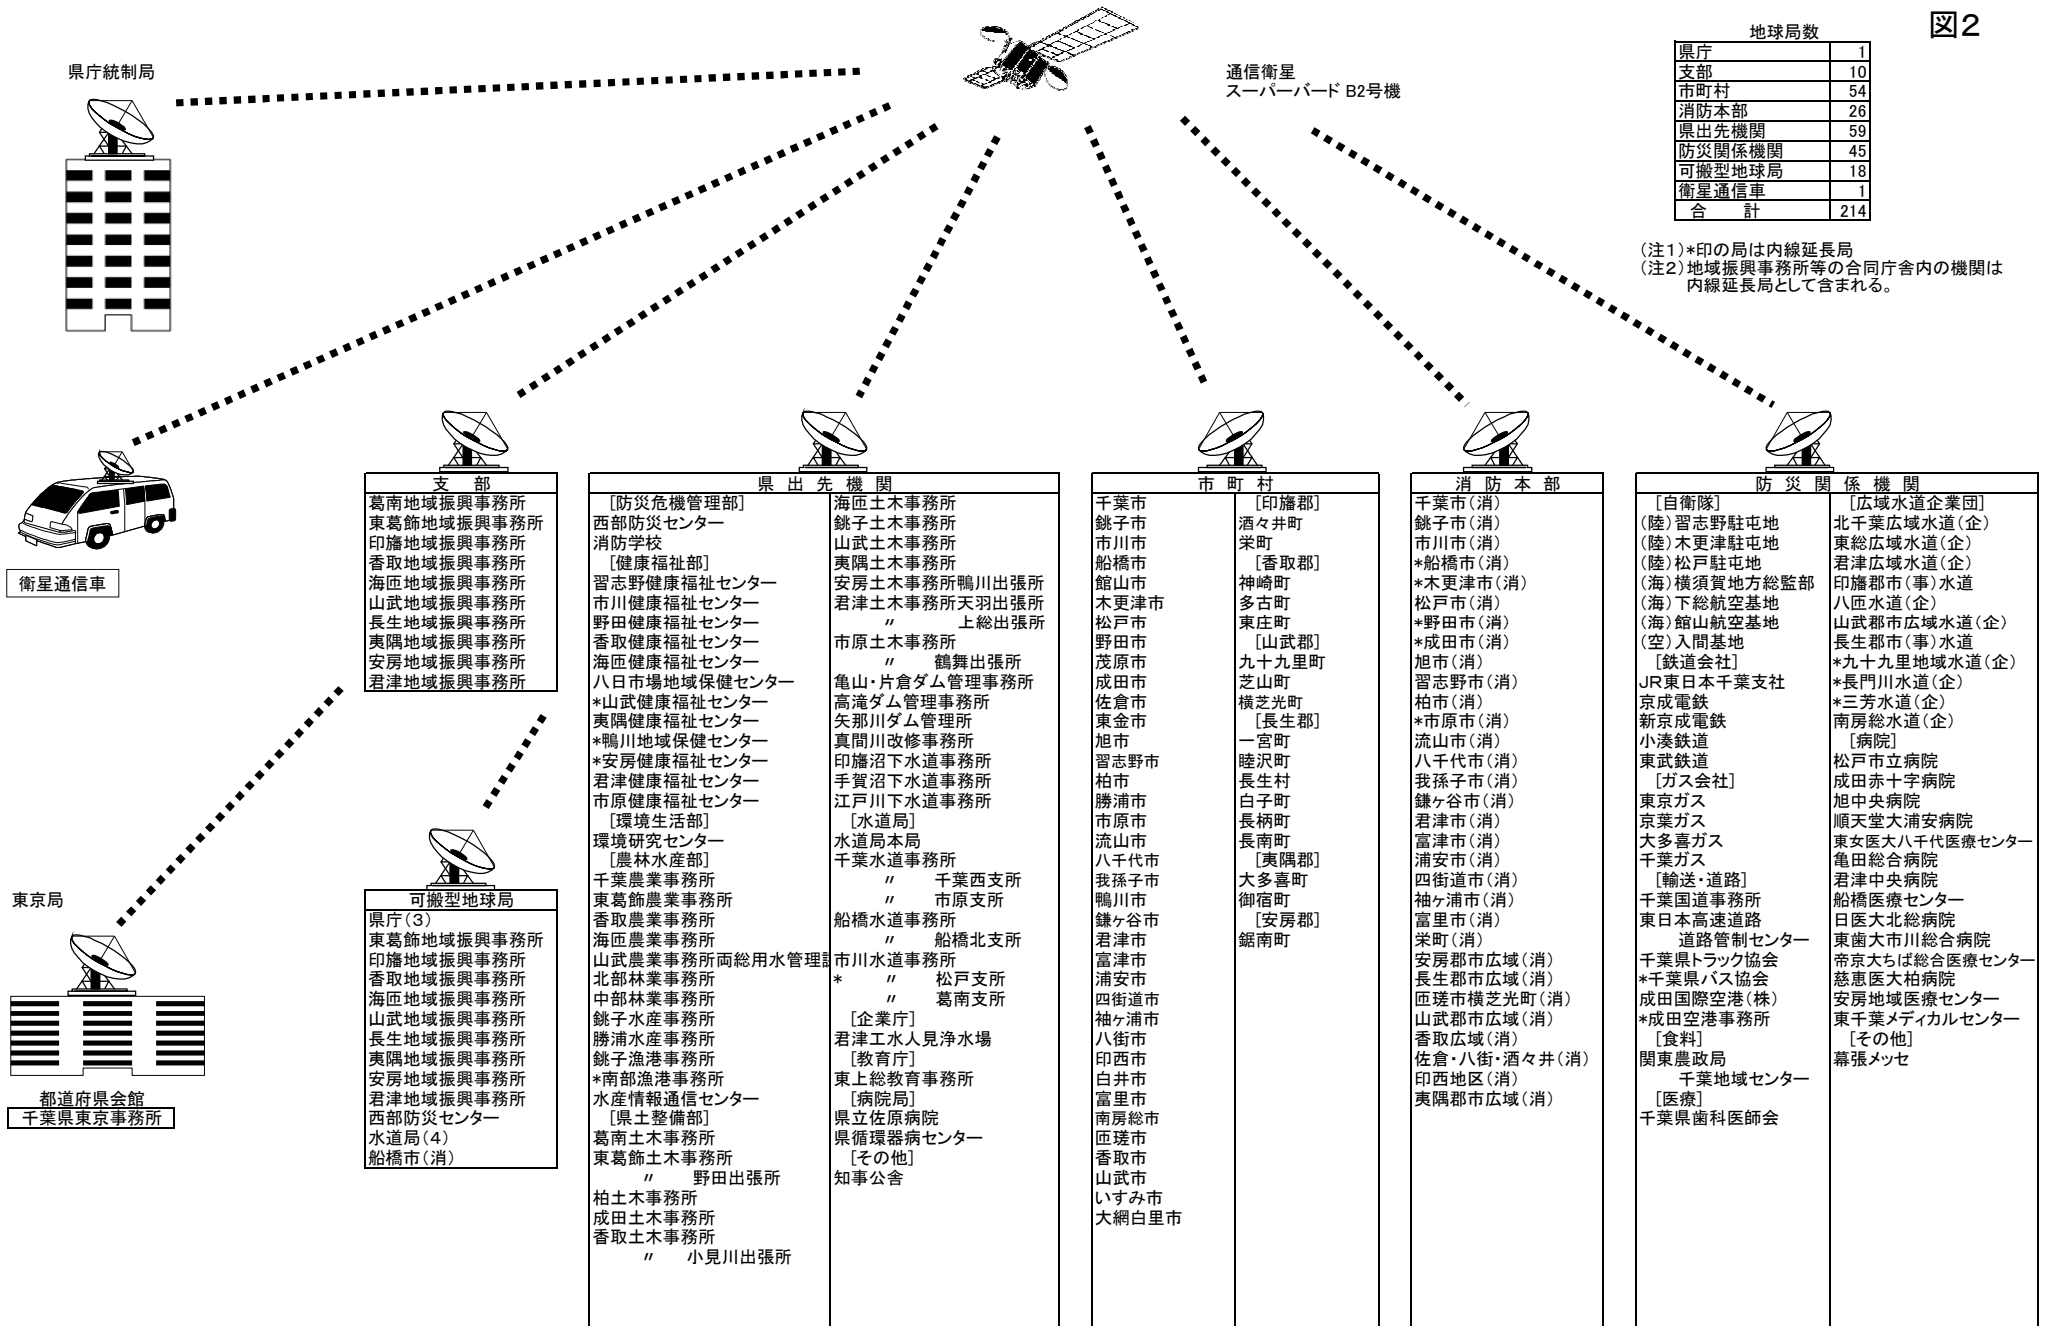 図2
地球局数
県庁 1
支部 10
市町村 54
消防本部 26
県出先機関 59
防災関係機関 45
可搬型地球局 18
衛星通信車 1
合 計 214
(注1)*印の局は内線延長局
(注2)地域振興事務所等の合同庁舎内の機関は
内線延長局として含まれる。
通信衛星
スーパーバード B2号機
県庁統制局
衛星通信車
東京局
都道府県会館
千葉県東京事務所
支 部
葛南地域振興事務所
東葛飾地域振興事務所
印旛地域振興事務所
香取地域振興事務所
海匝地域振興事務所
山武地域振興事務所
長生地域振興事務所
夷隅地域振興事務所
安房地域振興事務所
君津地域振興事務所
可搬型地球局
県庁(3)
東葛飾地域振興事務所
印旛地域振興事務所
香取地域振興事務所
海匝地域振興事務所
山武地域振興事務所
長生地域振興事務所
夷隅地域振興事務所
安房地域振興事務所
君津地域振興事務所
西部防災センター
水道局(4)
船橋市(消)
県 出 先 機 関
[防災危機管理部]
西部防災センター
消防学校
[健康福祉部]
習志野健康福祉センター
市川健康福祉センター
野田健康福祉センター
香取健康福祉センター
海匝健康福祉センター
八日市場地域保健センター
*山武健康福祉センター
夷隅健康福祉センター
*鴨川地域保健センター
*安房健康福祉センター
君津健康福祉センター
市原健康福祉センター
[環境生活部]
環境研究センター
[農林水産部]
千葉農業事務所
東葛飾農業事務所
香取農業事務所
海匝農業事務所
山武農業事務所両総用水管理
北部林業事務所
中部林業事務所
銚子水産事務所
勝浦水産事務所
銚子漁港事務所
*南部漁港事務所
水産情報通信センター
[県土整備部]
葛南土木事務所
東葛飾土木事務所
〃 野田出張所
柏土木事務所
成田土木事務所
香取土木事務所
〃 小見川出張所
海匝土木事務所
銚子土木事務所
山武土木事務所
夷隅土木事務所
安房土木事務所鴨川出張所
君津土木事務所天羽出張所
〃 上総出張所
市原土木事務所
〃 鶴舞出張所
亀山・片倉ダム管理事務所
高滝ダム管理事務所
矢那川ダム管理所
真間川改修事務所
印旛沼下水道事務所
手賀沼下水道事務所
江戸川下水道事務所
[水道局]
水道局本局
千葉水道事務所
〃 千葉西支所
〃 市原支所
船橋水道事務所
〃 船橋北支所
市川水道事務所
* 〃 松戸支所
〃 葛南支所
[企業庁]
君津工水人見浄水場
[教育庁]
東上総教育事務所
[病院局]
県立佐原病院
県循環器病センター
[その他]
知事公舎
市 町 村
千葉市
銚子市
市川市
船橋市
館山市
木更津市
松戸市
野田市
茂原市
成田市
佐倉市
東金市
旭市
習志野市
柏市
勝浦市
市原市
流山市
八千代市
我孫子市
鴨川市
鎌ヶ谷市
君津市
富津市
浦安市
四街道市
袖ヶ浦市
八街市
印西市
白井市
富里市
南房総市
匝瑳市
香取市
山武市
いすみ市
大網白里市
[印旛郡]
酒々井町
栄町
[香取郡]
神崎町
多古町
東庄町
[山武郡]
九十九里町
芝山町
横芝光町
[長生郡]
一宮町
睦沢町
長生村
白子町
長柄町
長南町
[夷隅郡]
大多喜町
御宿町
[安房郡]
鋸南町
消 防 本 部
千葉市(消)
銚子市(消)
市川市(消)
*船橋市(消)
*木更津市(消)
松戸市(消)
*野田市(消)
*成田市(消)
旭市(消)
習志野市(消)
柏市(消)
*市原市(消)
流山市(消)
八千代市(消)
我孫子市(消)
鎌ヶ谷市(消)
君津市(消)
富津市(消)
浦安市(消)
四街道市(消)
袖ヶ浦市(消)
富里市(消)
栄町(消)
安房郡市広域(消)
長生郡市広域(消)
匝瑳市横芝光町(消)
山武郡市広域(消)
香取広域(消)
佐倉・八街・酒々井(消)
印西地区(消)
夷隅郡市広域(消)
防 災 関 係 機 関
[自衛隊]
(陸)習志野駐屯地
(陸)木更津駐屯地
(陸)松戸駐屯地
(海)横須賀地方総監部
(海)下総航空基地
(海)館山航空基地
(空)入間基地
[鉄道会社]
JR東日本千葉支社
京成電鉄
新京成電鉄
小湊鉄道
東武鉄道
[ガス会社]
東京ガス
京葉ガス
大多喜ガス
千葉ガス
[輸送・道路]
千葉国道事務所
東日本高速道路
道路管制センター
千葉県トラック協会
*千葉県バス協会
成田国際空港(株)
*成田空港事務所
[食料]
関東農政局
千葉地域センター
[医療]
千葉県歯科医師会
[広域水道企業団]
北千葉広域水道(企)
東総広域水道(企)
君津広域水道(企)
印旛郡市(事)水道
八匝水道(企)
山武郡市広域水道(企)
長生郡市(事)水道
*九十九里地域水道(企)
*長門川水道(企)
*三芳水道(企)
南房総水道(企)
[病院]
松戸市立病院
成田赤十字病院
旭中央病院
順天堂大浦安病院
東女医大八千代医療センター
亀田総合病院
君津中央病院
船橋医療センター
日医大北総病院
東歯大市川総合病院
帝京大ちば総合医療センター
慈恵医大柏病院
安房地域医療センター
東千葉メディカルセンター
[その他]
幕張メッセ